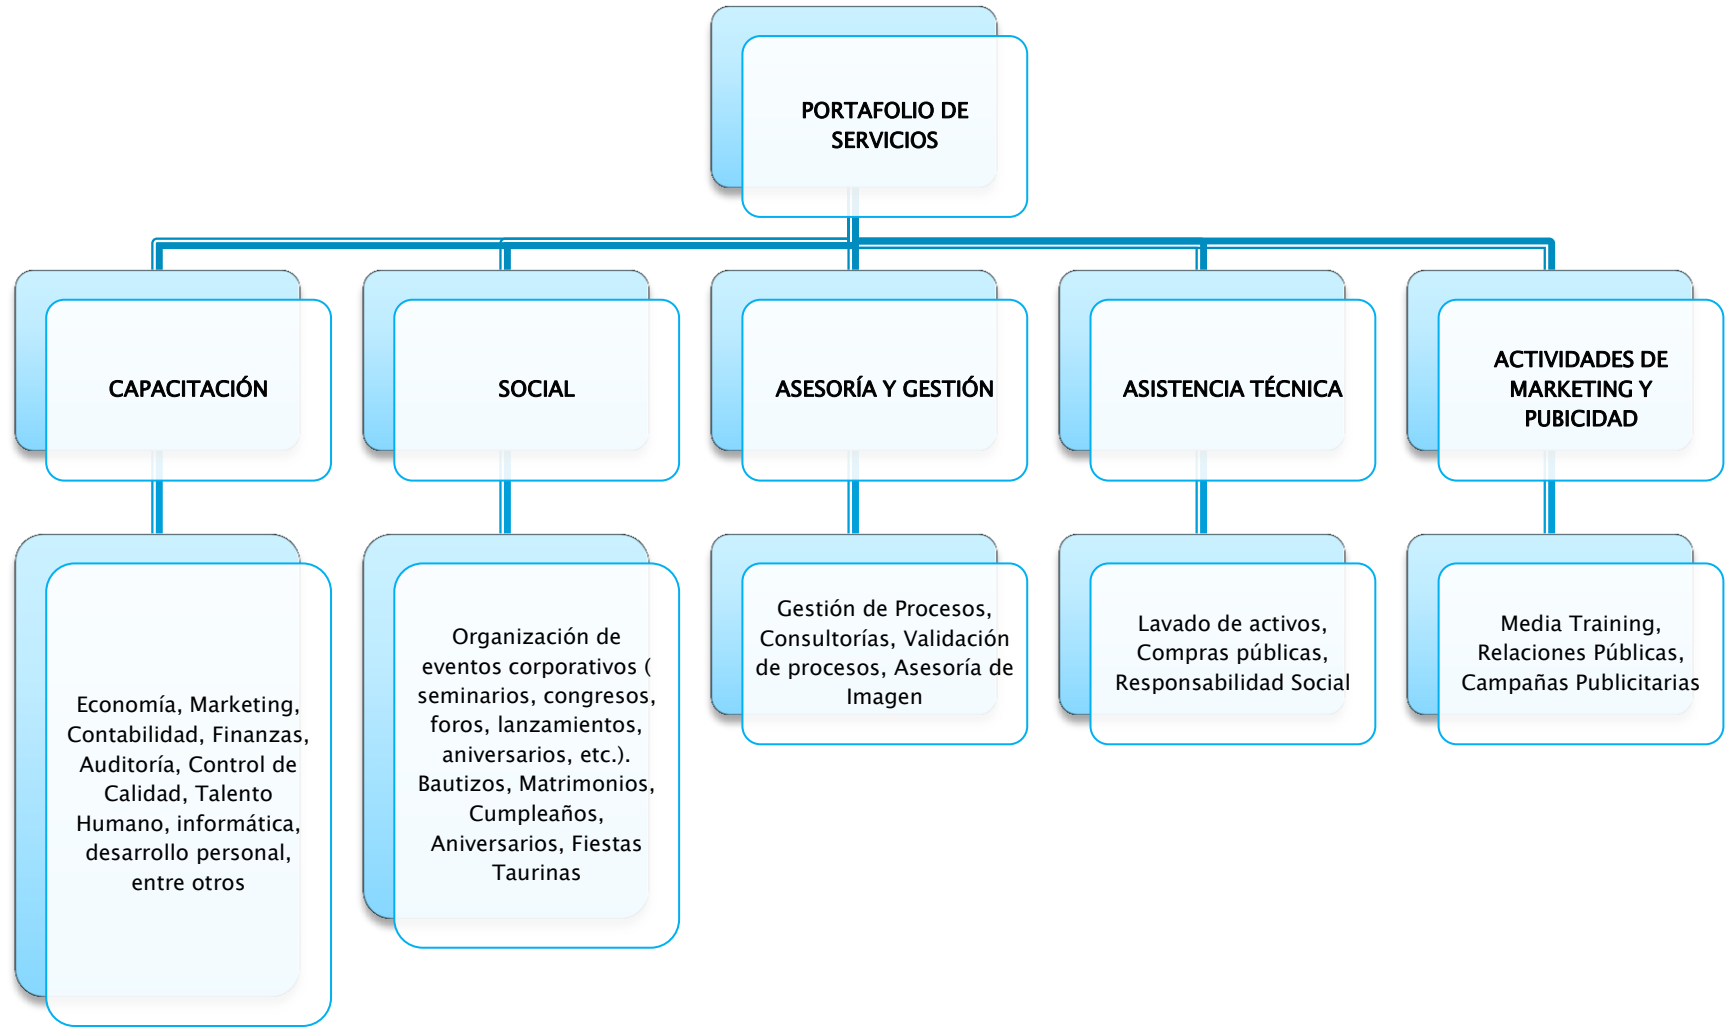 PORTAFOLIO DE
SERVICIOS
CAPACITACIÓN
SOCIAL
ASESORÍA Y GESTIÓN
ASISTENCIA TÉCNICA
ACTIVIDADES DE
MARKETING Y
PUBICIDAD
Economía, Marketing,
Contabilidad, Finanzas,
Auditoría, Control de
Calidad, Talento
Humano, informática,
desarrollo personal,
entre otros
Organización de
eventos corporativos (
seminarios, congresos,
foros, lanzamientos,
aniversarios, etc.).
Bautizos, Matrimonios,
Cumpleaños,
Aniversarios, Fiestas
Taurinas
Gestión de Procesos,
Consultorías, Validación
de procesos, Asesoría de
Imagen
Lavado de activos,
Compras públicas,
Responsabilidad Social
Media Training,
Relaciones Públicas,
Campañas Publicitarias